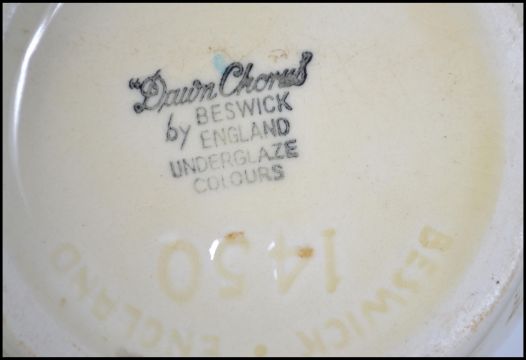 "Dawn Chorus
by BESWICK
ENGLAND
UNDERGLAZE
COLOURS
1450
BESWICK • ENGLAND